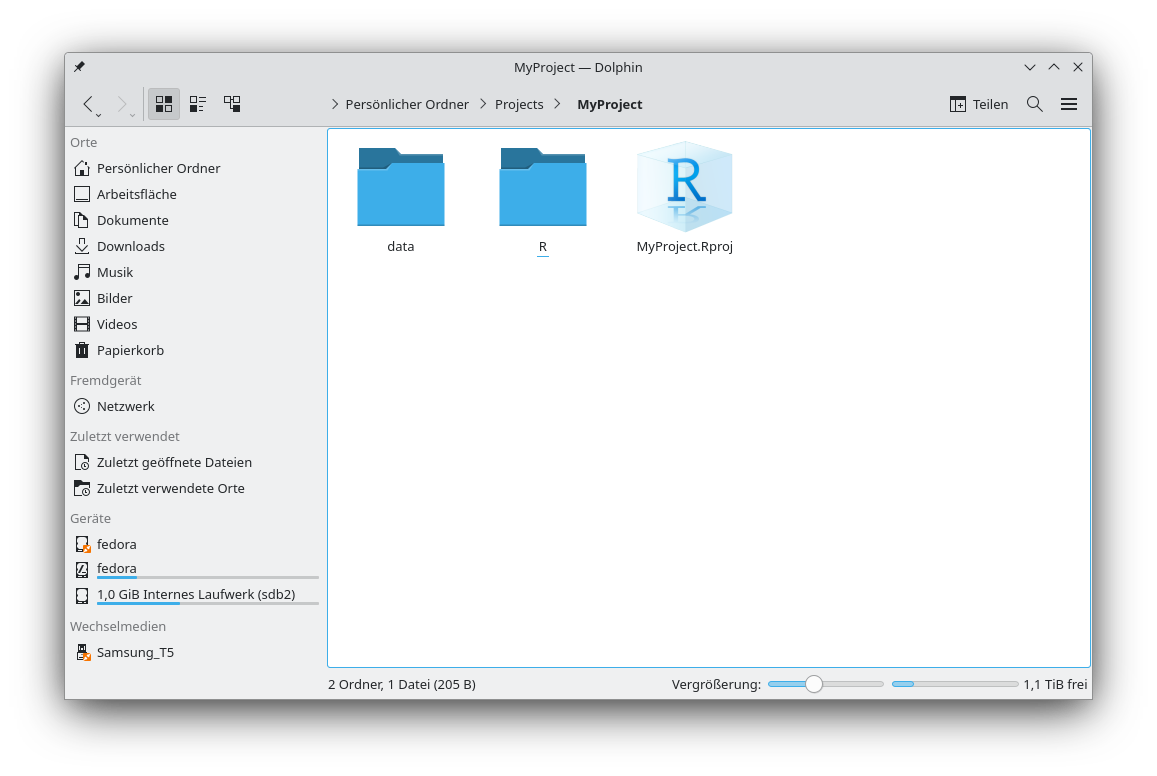 MyProject — Dolphin
Persönlicher Ordner Projects MyProject Teilen
Orte
Persönlicher Ordner
Arbeitsfläche
Dokumente
Downloads
Musik
Bilder
Videos
Papierkorb
Fremdgerät
Netzwerk
Zuletzt verwendet
Zuletzt geöffnete Dateien
Zuletzt verwendete Orte
Geräte
fedora
fedora
1,0 GiB Internes Laufwerk (sdb2)
Wechselmedien
Samsung_T5
R
data R MyProject.Rproj
2 Ordner, 1 Datei (205 B) Vergrößerung: 1,1 TiB frei